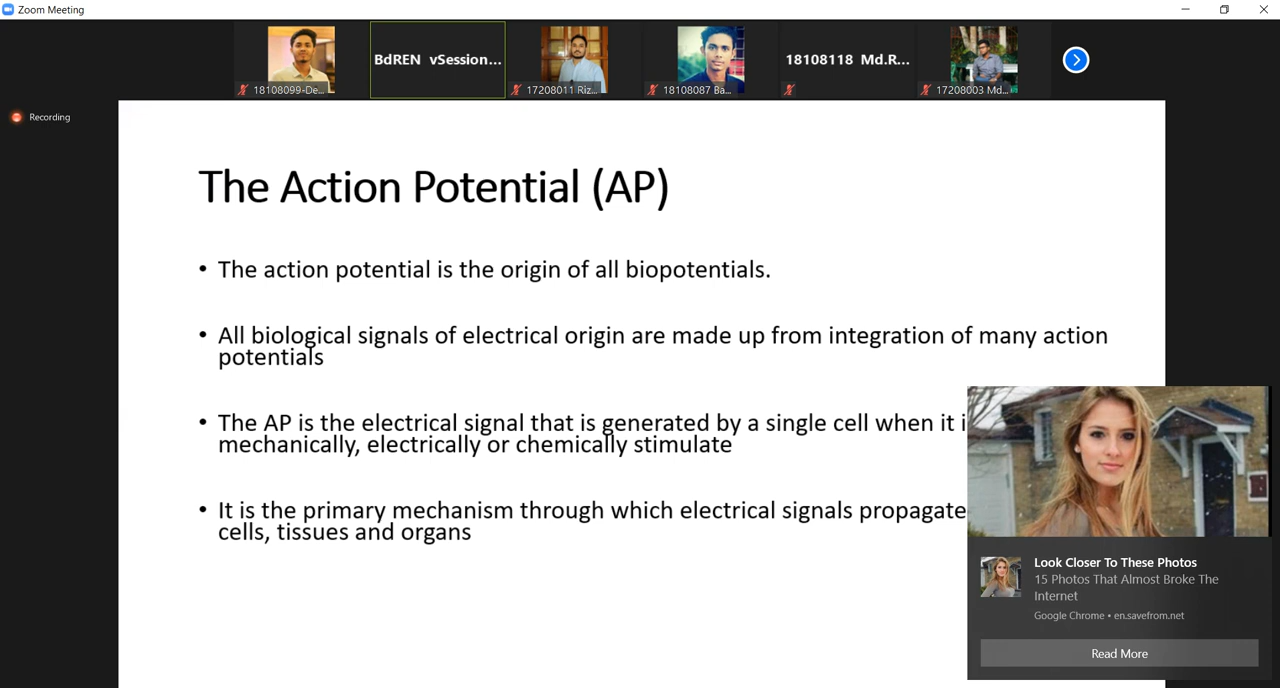 Zoom Meeting
18108099-De...
BdREN vSession...
17208011 Riz...
18108087 Ba...
18108118 Md.R...
17208003 Md...
Recording
The Action Potential (AP)
• The action potential is the origin of all biopotentials.
• All biological signals of electrical origin are made up from integration of many action
potentials
• The AP is the electrical signal that is generated by a single cell when it i
mechanically, electrically or chemically stimulate
• It is the primary mechanism through which electrical signals propagate
cells, tissues and organs
Look Closer To These Photos
15 Photos That Almost Broke The
Internet
Google Chrome • en.savefrom.net
Read More